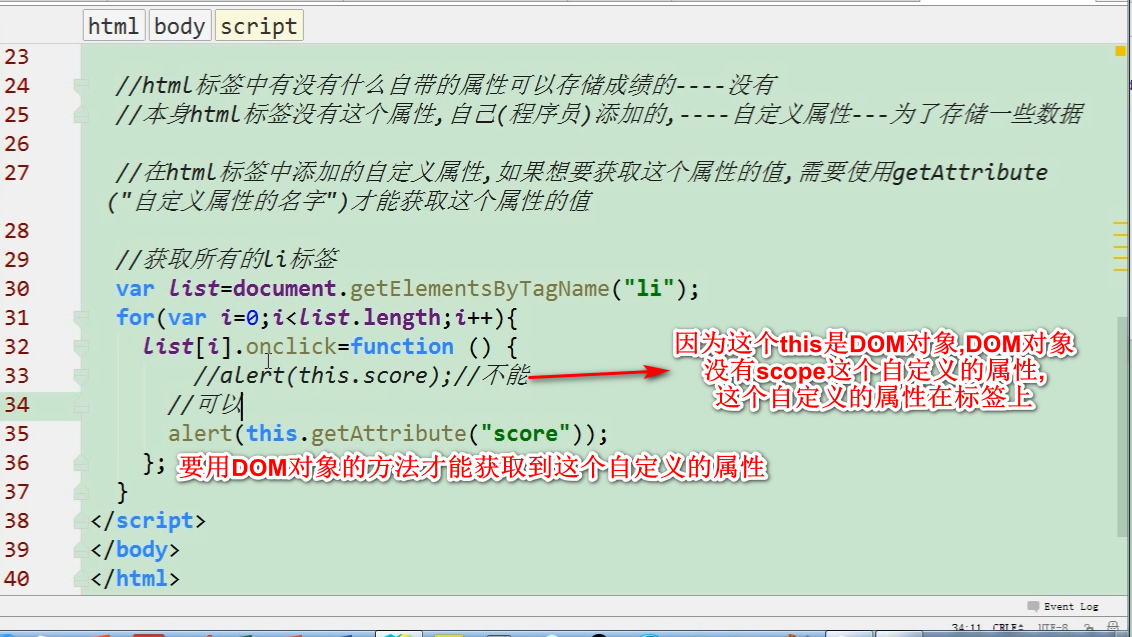 html body script
23
24 //html标签中有没有什么自带的属性可以存储成绩的----没有
25 //本身html标签没有这个属性,自己(程序员)添加的,----自定义属性---为了存储一些数据
26
27 //在html标签中添加的自定义属性,如果想要获取这个属性的值,需要使用getAttribute
("自定义属性的名字")才能获取这个属性的值
28
29 //获取所有的li标签
30 var list=document.getElementsByTagName("li");
31 for(var i=0;i<list.length;i++){
32 list[i].onclick=function () {
33 //alert(this.score);//不能
因为这个this是DOM对象,DOM对象
没有scope这个自定义的属性,
这个自定义的属性在标签上
34 //可以
35 alert(this.getAttribute("score"));
36 };
要用DOM对象的方法才能获取到这个自定义的属性
37 }
38 </script>
39 </body>
40 </html>
Event Log
34:11 CRLF UTF-8